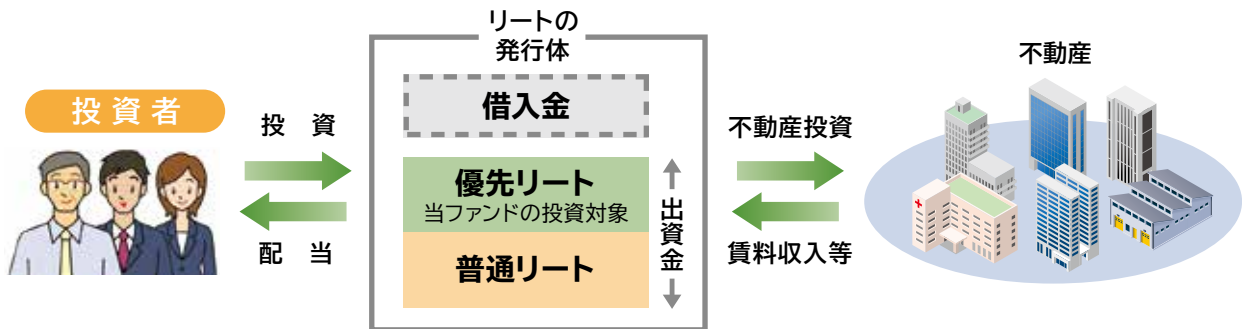 リートの
発行体
不動産
投資者
借入金
投 資
不動産投資
優先リート
当ファンドの投資対象
出資金
配 当
普通リート
賃料収入等